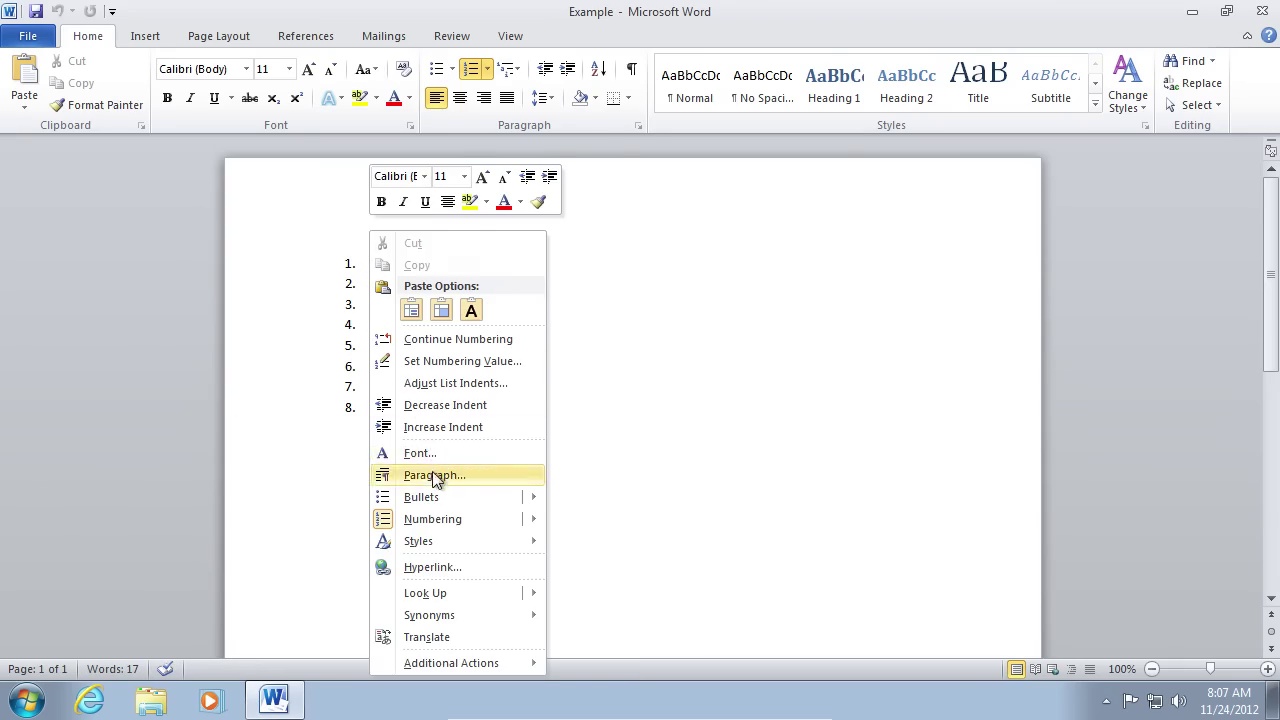 Example - Microsoft Word
File Home Insert Page Layout References Mailings Review View
Paste
Cut
Copy
Format Painter
Clipboard
Calibri (Body) 11
Font
Paragraph
AaBbCcDc AaBbCcDc AaBbCc AaBbCc AaB AaBbCc.
¶ Normal ¶ No Spaci... Heading 1 Heading 2 Title Subtitle
Change
Styles
Styles
Find
Replace
Select
Editing
Calibri (E 11
B I U
1.
2.
3.
4.
5.
6.
7.
8.
Cut
Copy
Paste Options:
Continue Numbering
Set Numbering Value...
Adjust List Indents...
Decrease Indent
Increase Indent
Font...
Paragraph...
Bullets
Numbering
Styles
Hyperlink...
Look Up
Synonyms
Translate
Additional Actions
Page: 1 of 1 Words: 17 100%
8:07 AM
11/24/2012